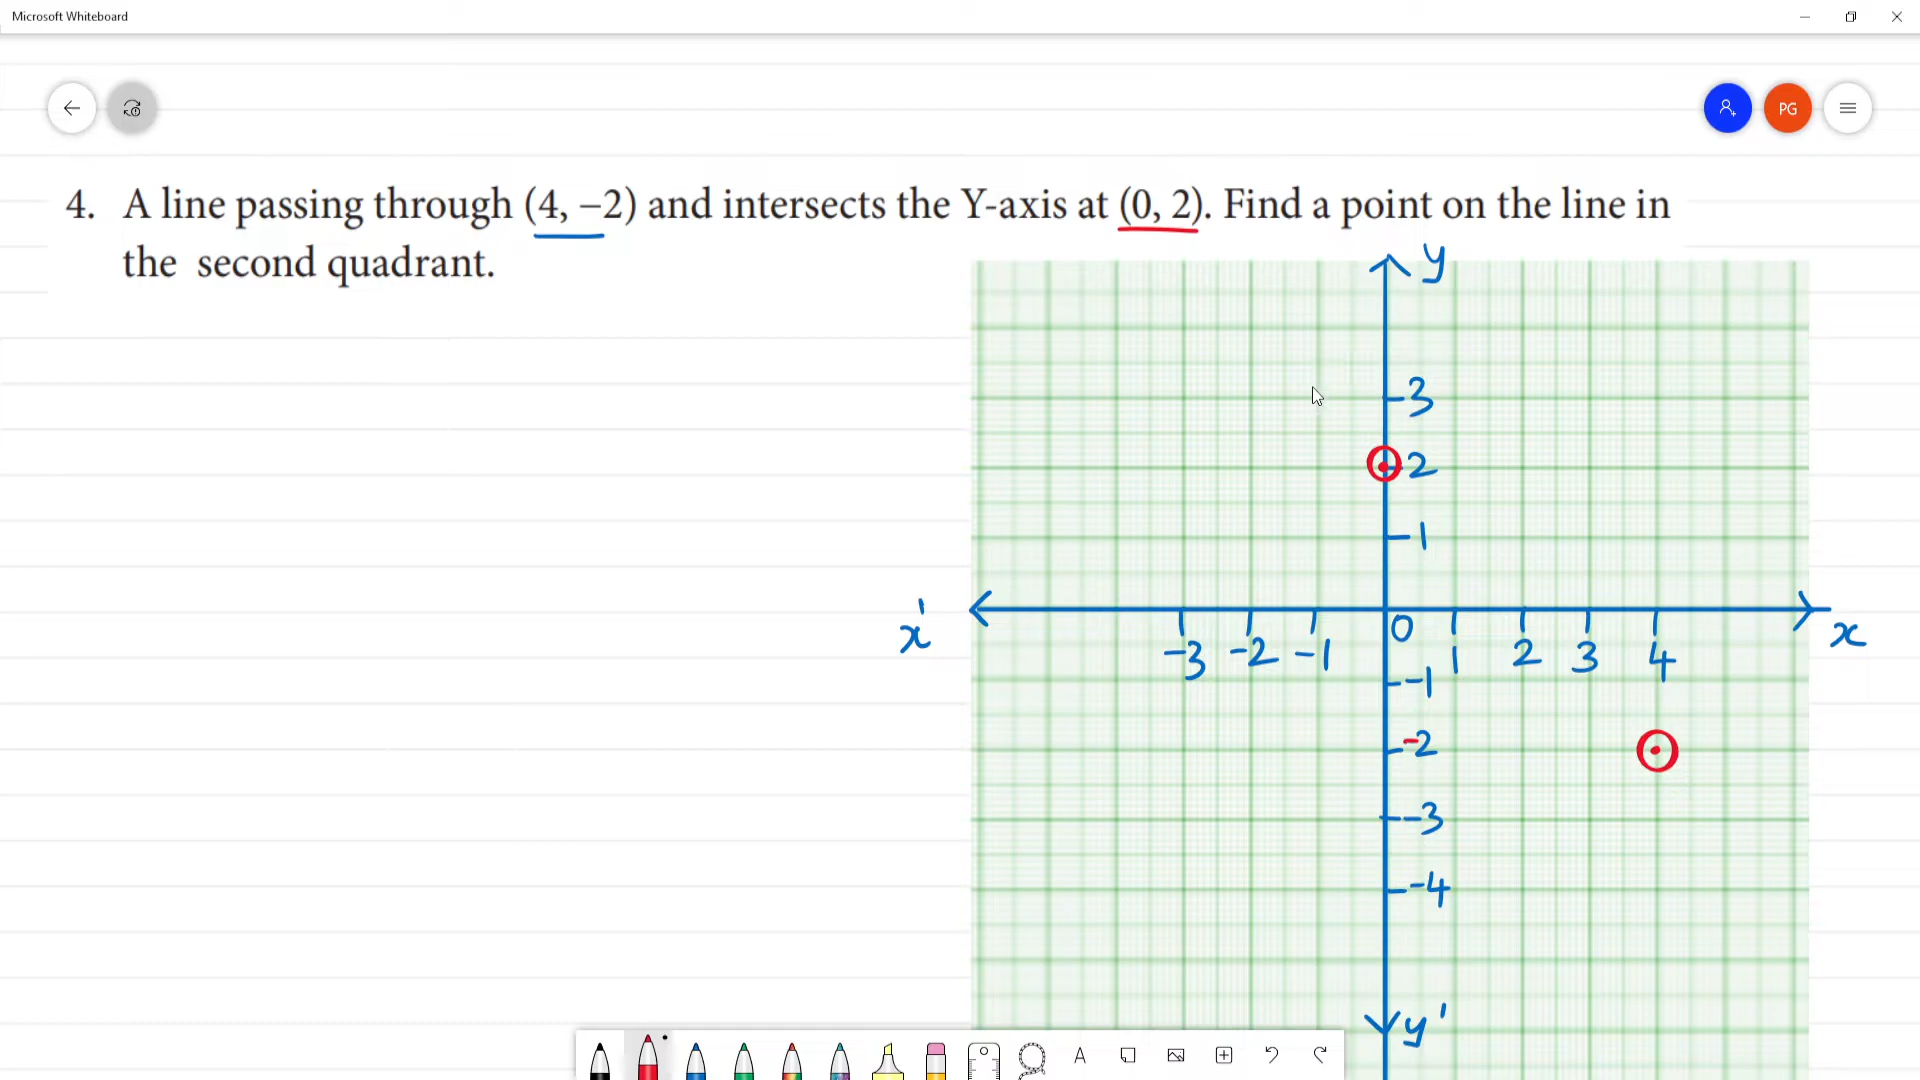 Microsoft Whiteboard
PG
4. A line passing through (4, −2) and intersects the Y-axis at (0, 2). Find a point on the line in
the second quadrant.
y
3
2
1
x'
0
x
-3 -2 -1 1 2 3 4
-1
-2
-3
-4
y'
A